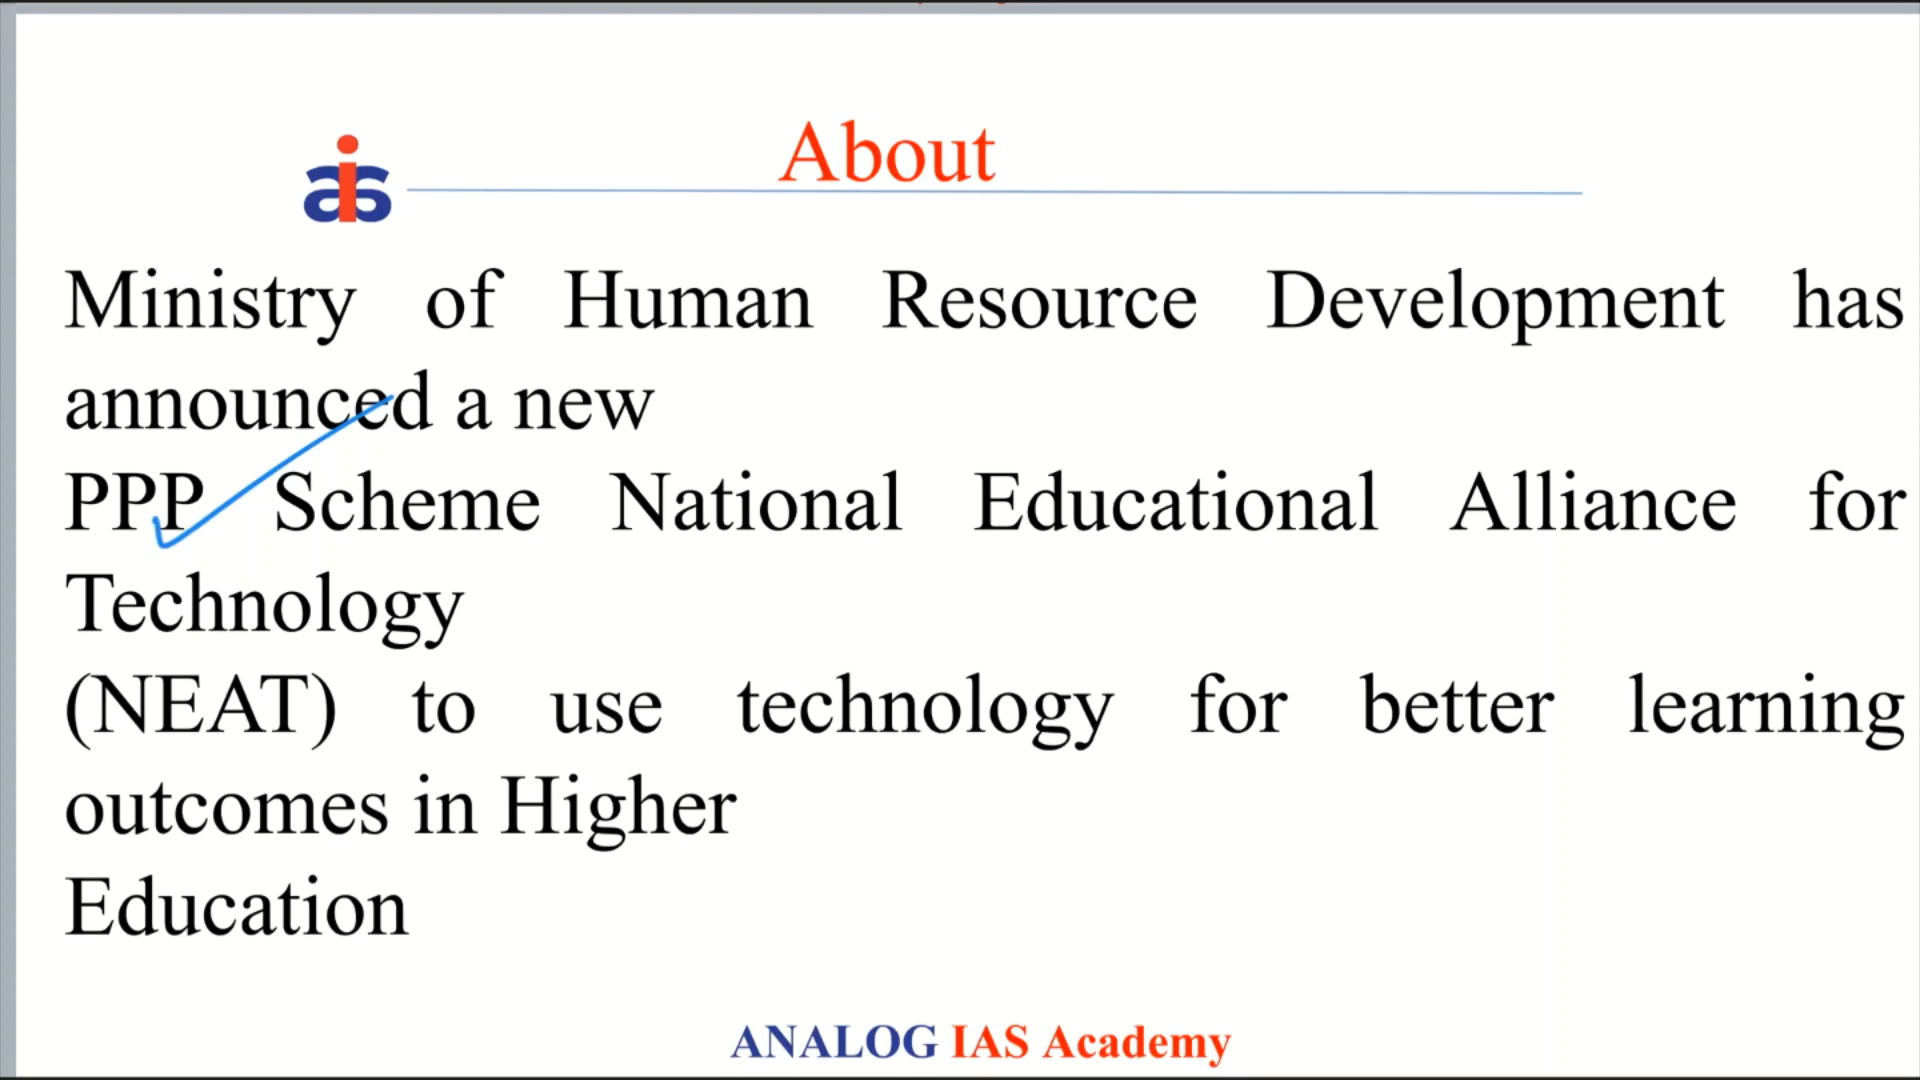 About
ais
Ministry of Human Resource Development has
announced a new
PPP Scheme National Educational Alliance for
Technology
(NEAT) to use technology for better learning
outcomes in Higher
Education
ANALOG IAS Academy